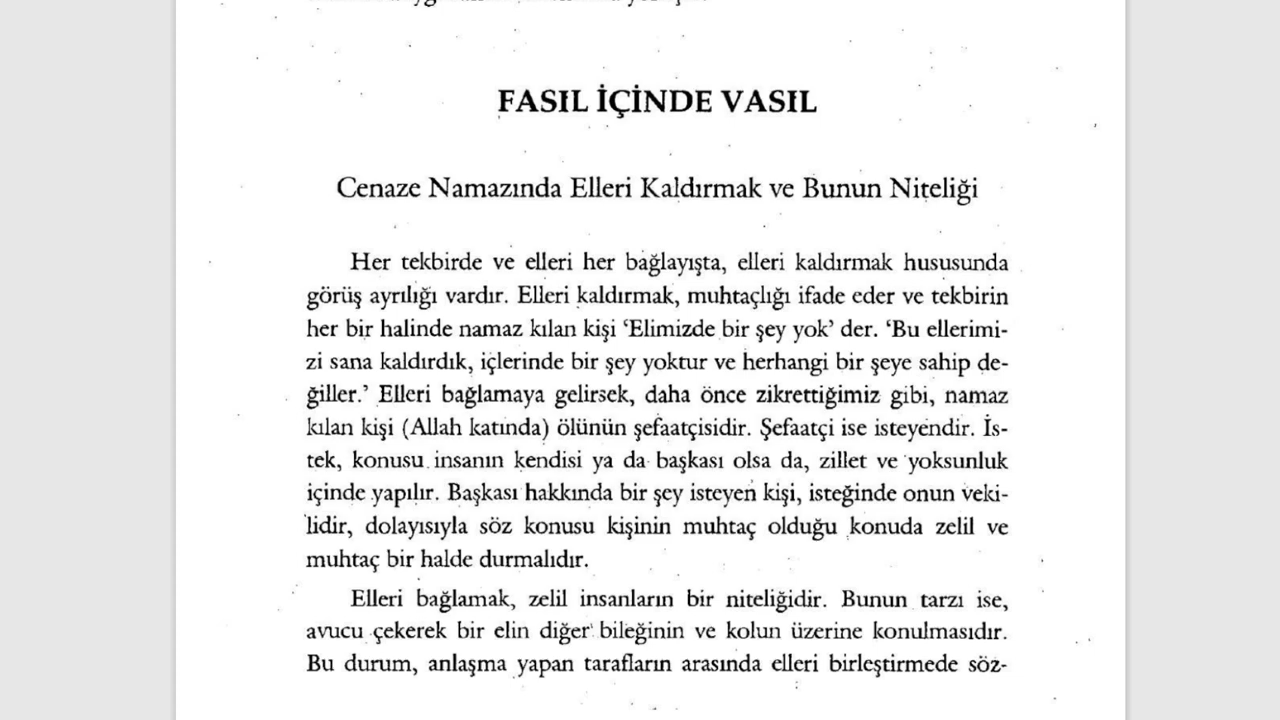 FASIL İÇİNDE VASIL
Cenaze Namazında Elleri Kaldırmak ve Bunun Niteliği
Her tekbirde ve elleri her bağlayışta, elleri kaldırmak hususunda
görüş ayrılığı vardır. Elleri kaldırmak, muhtaçlığı ifade eder ve tekbirin
her bir halinde namaz kılan kişi ‘Elimizde bir şey yok’ der. ‘Bu ellerimi-
zi sana kaldırdık, içlerinde bir şey yoktur ve herhangi bir şeye sahip de-
ğiller.’ Elleri bağlamaya gelirsek, daha önce zikrettiğimiz gibi, namaz
kılan kişi (Allah katında) ölünün şefaatçisidir. Şefaatçi ise isteyendir. İs-
tek, konusu insanın kendisi ya da başkası olsa da, zillet ve yoksunluk
içinde yapılır. Başkası hakkında bir şey isteyen kişi, isteğinde onun veki-
lidir, dolayısıyla söz konusu kişinin muhtaç olduğu konuda zelil ve
muhtaç bir halde durmalıdır.
Elleri bağlamak, zelil insanların bir niteliğidir. Bunun tarzı ise,
avucu çekerek bir elin diğer bileğinin ve kolun üzerine konulmasıdır.
Bu durum, anlaşma yapan tarafların arasında elleri birleştirmede söz-